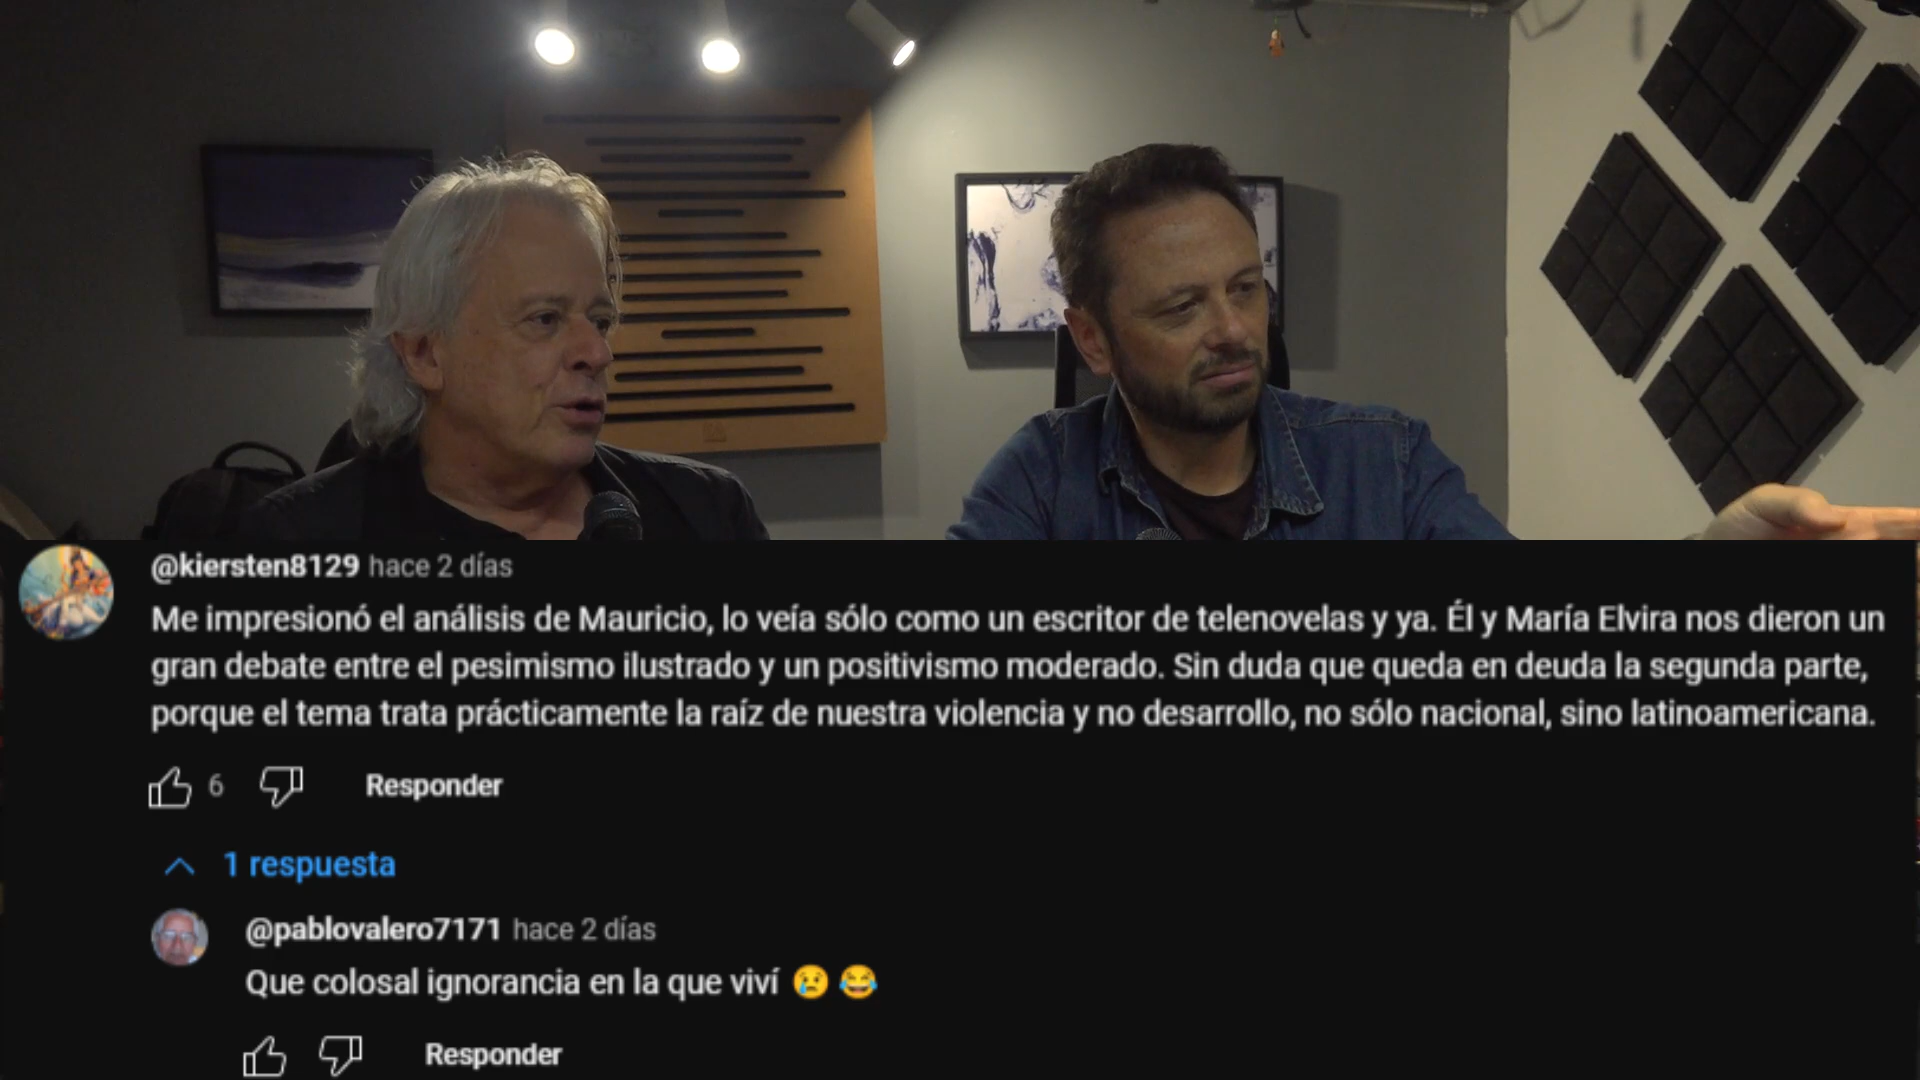 @kiersten8129 hace 2 días
Me impresionó el análisis de Mauricio, lo veía sólo como un escritor de telenovelas y ya. Él y María Elvira nos dieron un
gran debate entre el pesimismo ilustrado y un positivismo moderado. Sin duda que queda en deuda la segunda parte,
porque el tema trata prácticamente la raíz de nuestra violencia y no desarrollo, no sólo nacional, sino latinoamericana.
6 Responder
1 respuesta
@pablovalero7171 hace 2 días
Que colosal ignorancia en la que viví 😢 😂
Responder